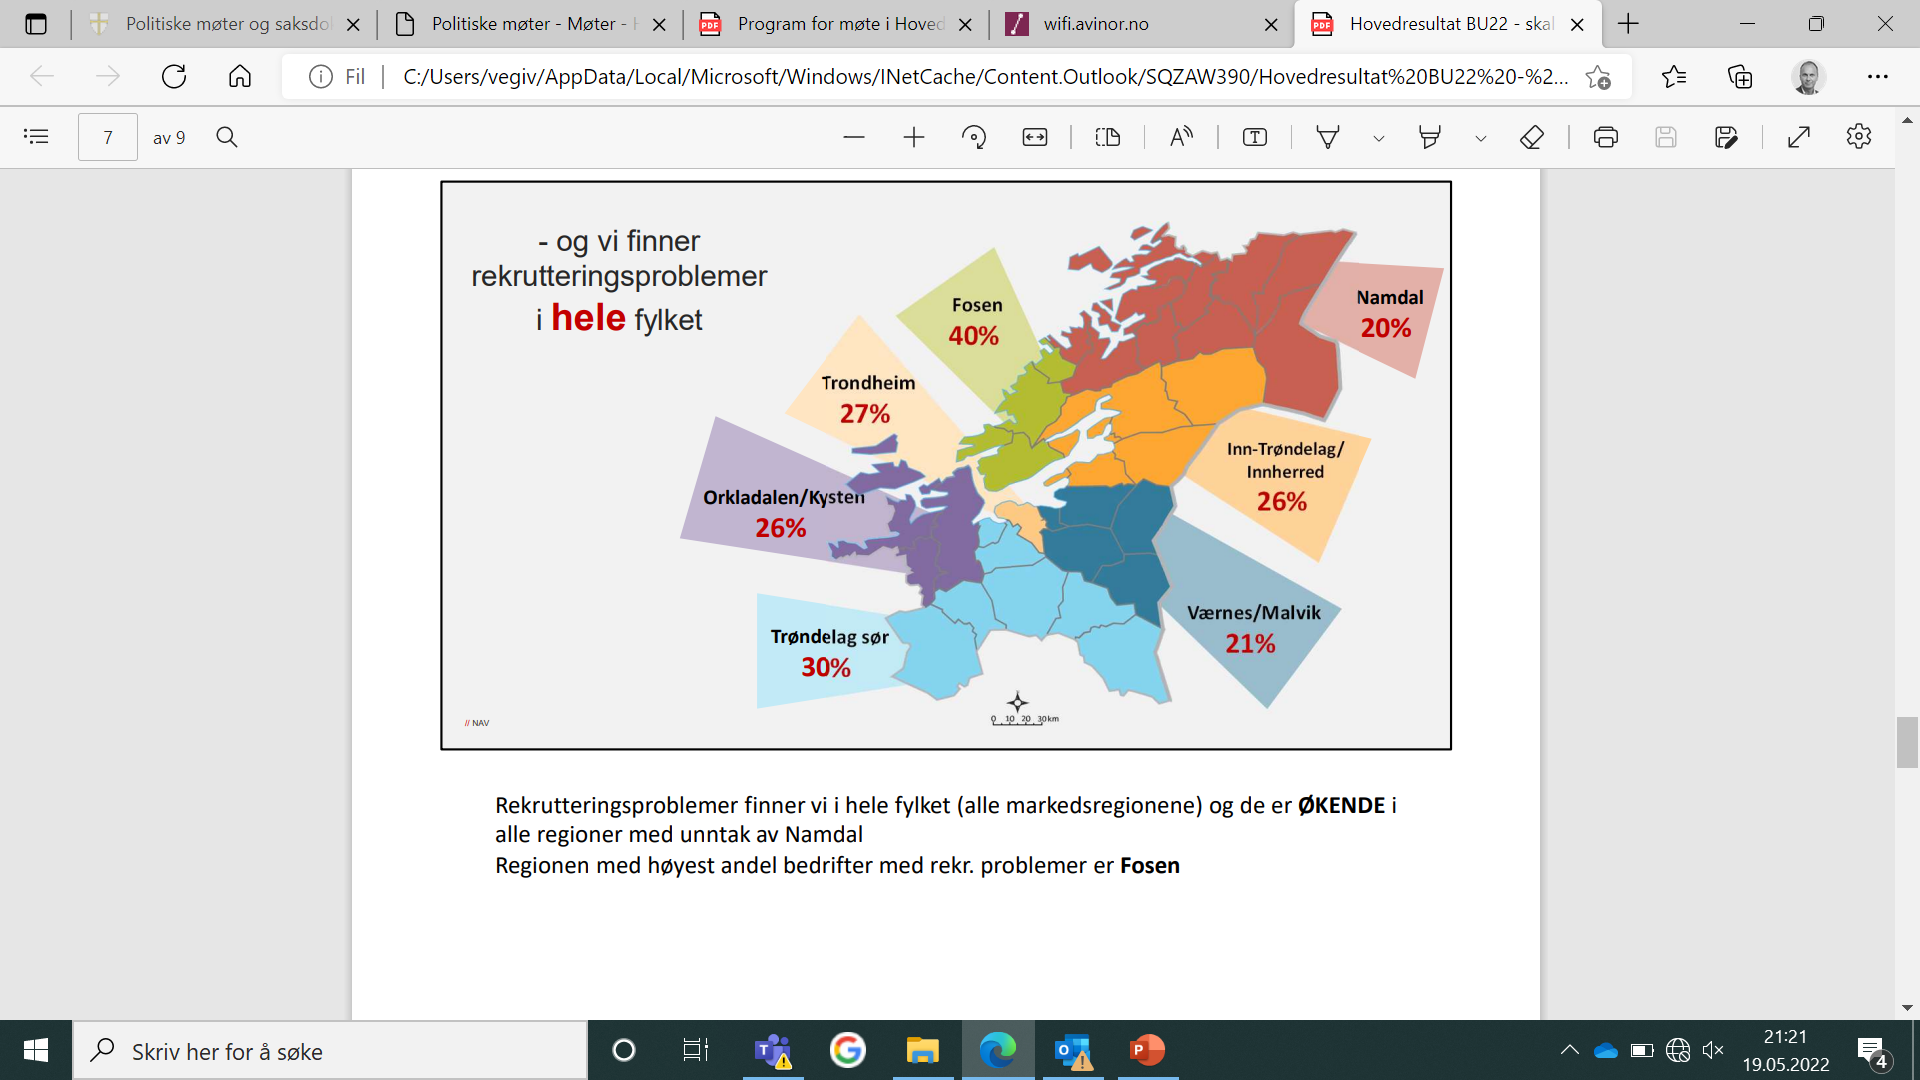 Politiske møter og saksdo
Politiske møter - Møter - H
Program for møte i Hoved
wifi.avinor.no
Hovedresultat BU22 - skal
Fil
C:/Users/vegiv/AppData/Local/Microsoft/Windows/INetCache/Content.Outlook/SQZAW390/Hovedresultat%20BU22%20-%2...
7
av 9
- og vi finner
rekrutteringsproblemer
i hele fylket
Fosen
40%
Namdal
20%
Trondheim
27%
Inn-Trøndelag/
Innherred
26%
Orkladalen/Kysten
26%
Værnes/Malvik
21%
Trøndelag sør
30%
0 10 20 30km
// NAV
Rekrutteringsproblemer finner vi i hele fylket (alle markedsregionene) og de er ØKENDE i
alle regioner med unntak av Namdal
Regionen med høyest andel bedrifter med rekr. problemer er Fosen
Skriv her for å søke
21:21
19.05.2022
4